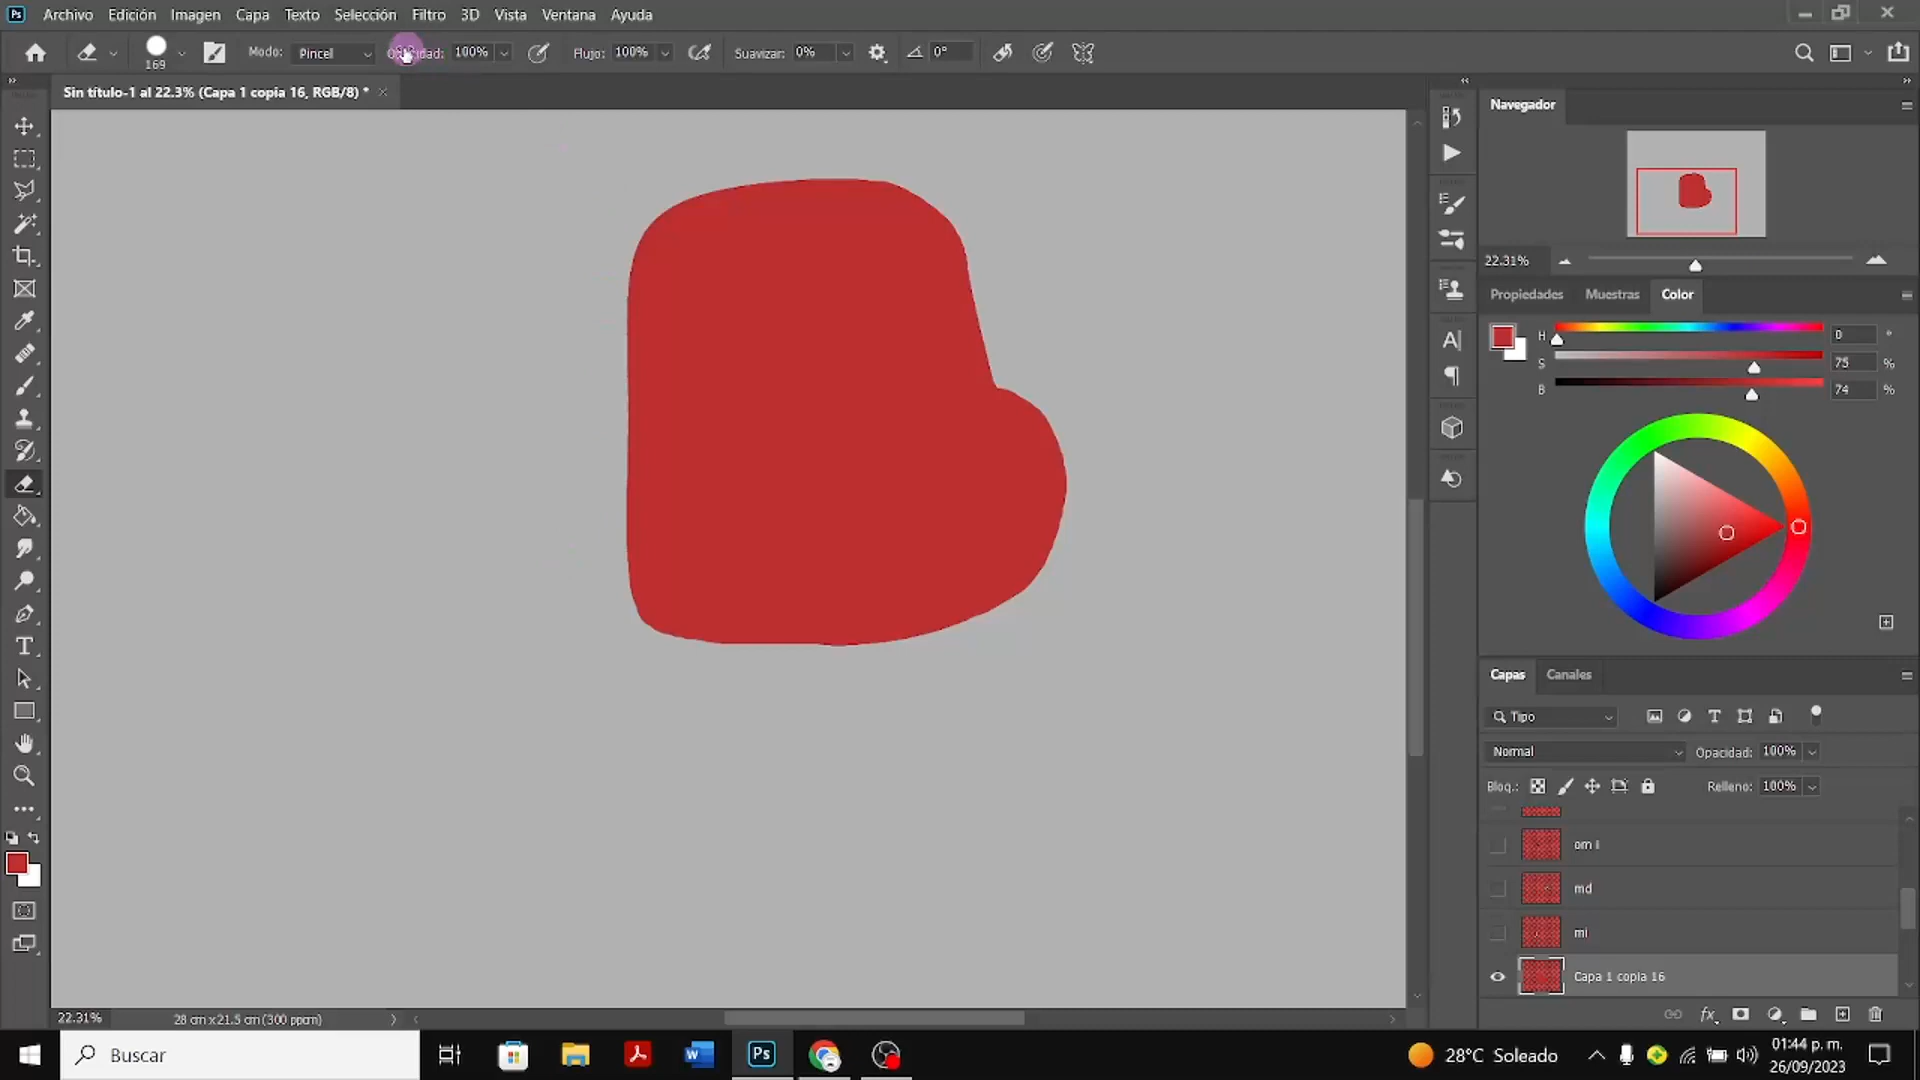 Ps Archivo Edición Imagen Capa Texto Selección Filtro 3D Vista Ventana Ayuda
169 Modo: Pincel 100% Flujo: 100% Suavizar: 0% 0°
Sin título-1 al 22.3% (Capa 1 copia 16, RGB/8) *
Navegador
22.31%
Propiedades Muestras Color
H 0 °
S 75 %
B 74 %
Capas Canales
Tipo
Normal Opacidad: 100%
Bloq.: Relleno: 100%
om i
md
mi
Capa 1 copia 16
fx
22.31% 28 cm x 21.5 cm (300 ppcm)
Buscar
W
Ps
28°C Soleado
01:44 p. m.
26/09/2023